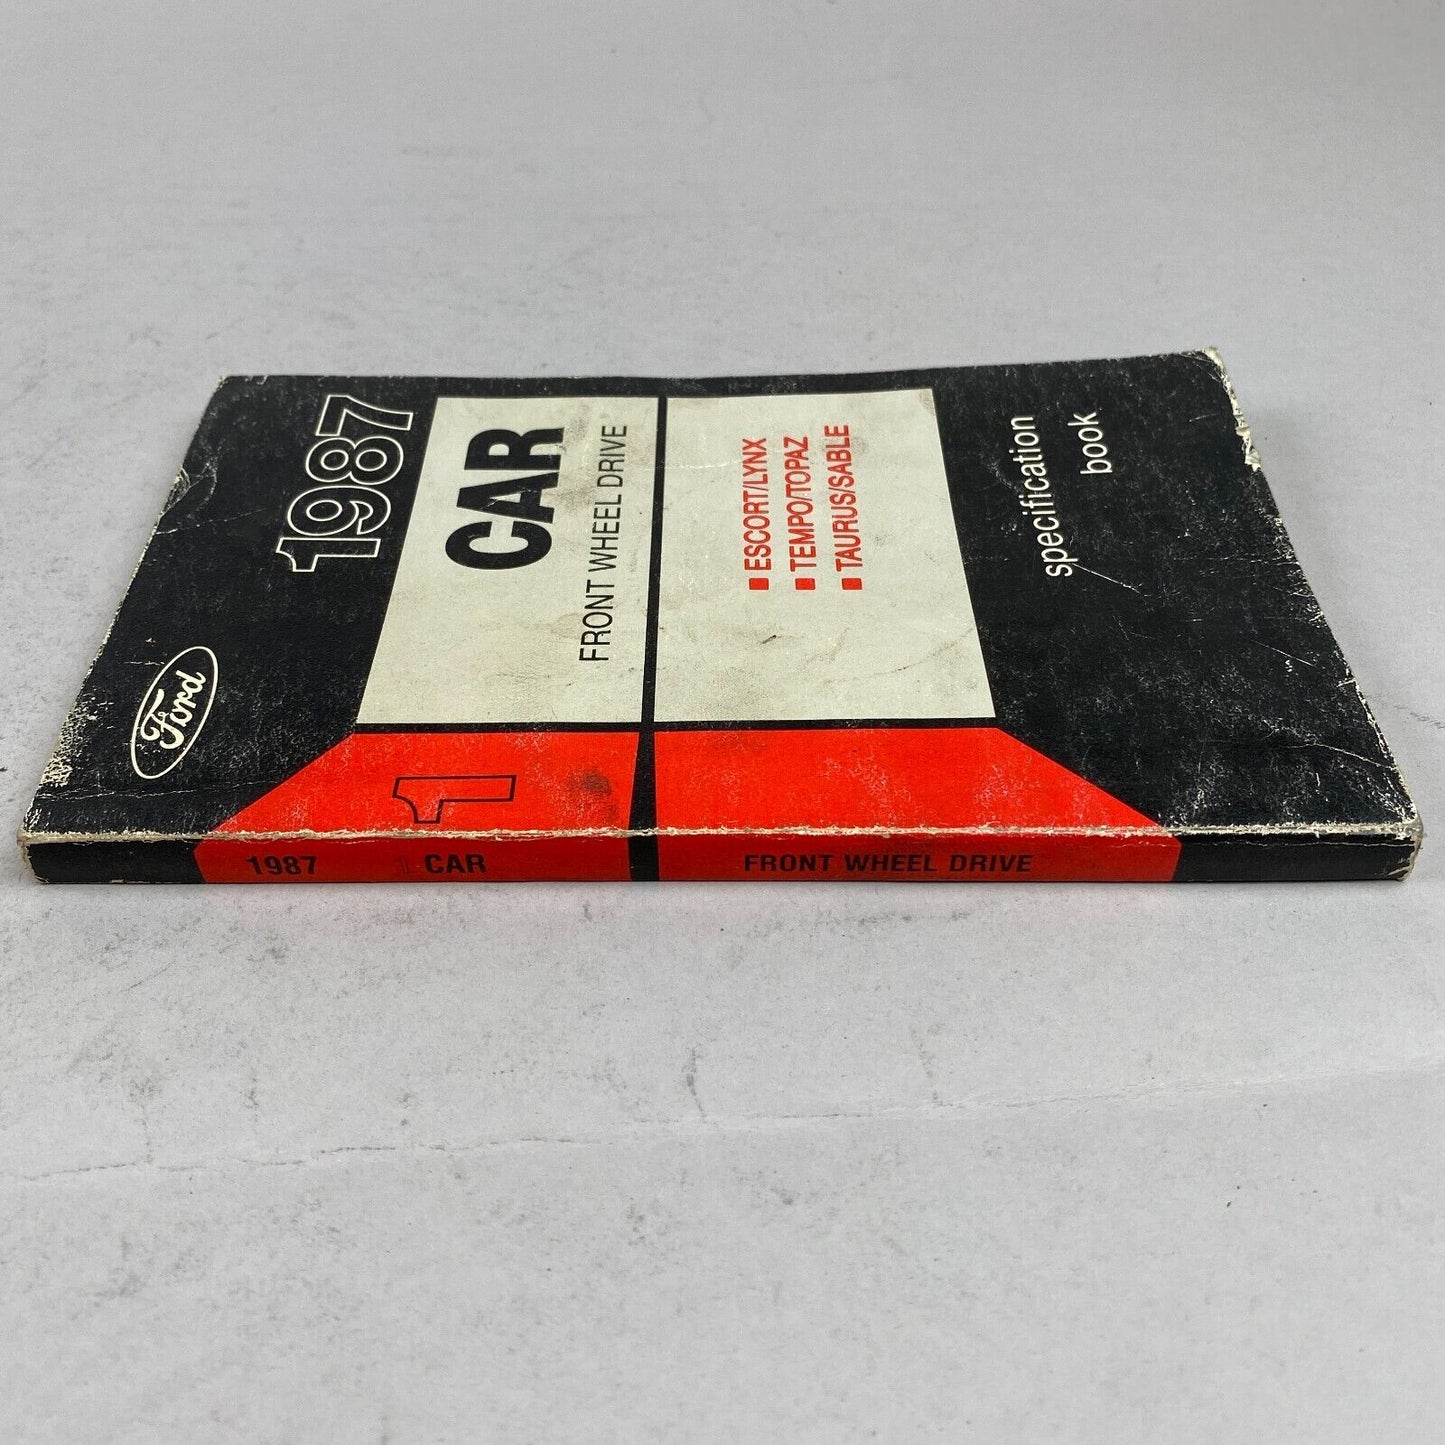 Ford
1987
CAR
FRONT WHEEL DRIVE
ESCORT/LYNX
TEMPO/TOPAZ
TAURUS/SABLE
specification
book
1
1987 1 CAR FRONT WHEEL DRIVE